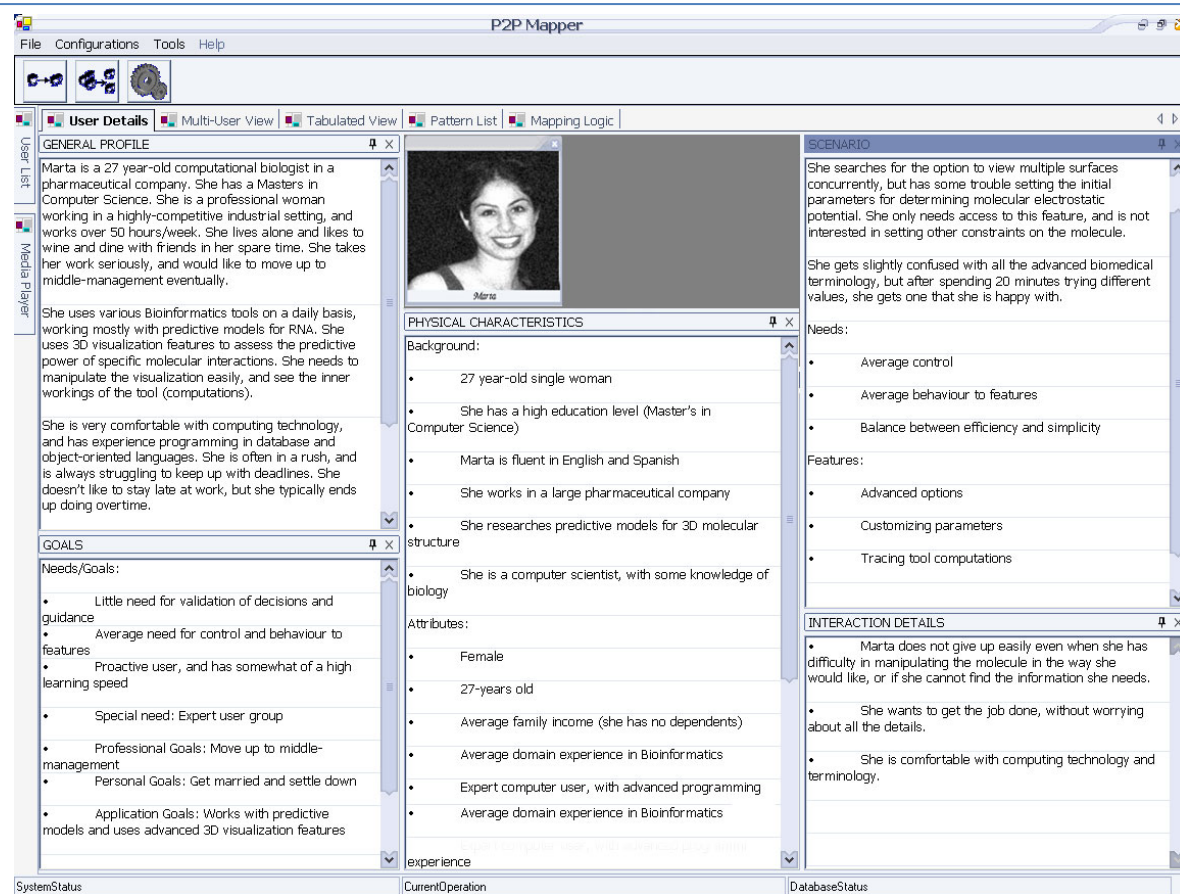 P2P Mapper
File Configurations Tools Help
User Details Multi-User View Tabulated View Pattern List Mapping Logic
User List
Media Player
GENERAL PROFILE
Marta is a 27 year-old computational biologist in a
pharmaceutical company. She has a Masters in
Computer Science. She is a professional woman
working in a highly-competitive industrial setting, and
works over 50 hours/week. She lives alone and likes to
wine and dine with friends in her spare time. She takes
her work seriously, and would like to move up to
middle-management eventually.
She uses various Bioinformatics tools on a daily basis,
working mostly with predictive models for RNA. She
uses 3D visualization features to assess the predictive
power of specific molecular interactions. She needs to
manipulate the visualization easily, and see the inner
workings of the tool (computations).
She is very comfortable with computing technology,
and has experience programming in database and
object-oriented languages. She is often in a rush, and
is always struggling to keep up with deadlines. She
doesn't like to stay late at work, but she typically ends
up doing overtime.
GOALS
Needs/Goals:
• Little need for validation of decisions and
guidance
• Average need for control and behaviour to
features
• Proactive user, and has somewhat of a high
learning speed
• Special need: Expert user group
• Professional Goals: Move up to middle-
management
• Personal Goals: Get married and settle down
• Application Goals: Works with predictive
models and uses advanced 3D visualization features
Marta
PHYSICAL CHARACTERISTICS
Background:
• 27 year-old single woman
• She has a high education level (Master's in
Computer Science)
• Marta is fluent in English and Spanish
• She works in a large pharmaceutical company
• She researches predictive models for 3D molecular
structure
• She is a computer scientist, with some knowledge of
biology
Attributes:
• Female
• 27-years old
• Average family income (she has no dependents)
• Average domain experience in Bioinformatics
• Expert computer user, with advanced programming
• Average domain experience in Bioinformatics
experience
SCENARIO
She searches for the option to view multiple surfaces
concurrently, but has some trouble setting the initial
parameters for determining molecular electrostatic
potential. She only needs access to this feature, and is not
interested in setting other constraints on the molecule.
She gets slightly confused with all the advanced biomedical
terminology, but after spending 20 minutes trying different
values, she gets one that she is happy with.
Needs:
• Average control
• Average behaviour to features
• Balance between efficiency and simplicity
Features:
• Advanced options
• Customizing parameters
• Tracing tool computations
INTERACTION DETAILS
• Marta does not give up easily even when she has
difficulty in manipulating the molecule in the way she
would like, or if she cannot find the information she needs.
• She wants to get the job done, without worrying
about all the details.
• She is comfortable with computing technology and
terminology.
SystemStatus CurrentOperation DatabaseStatus